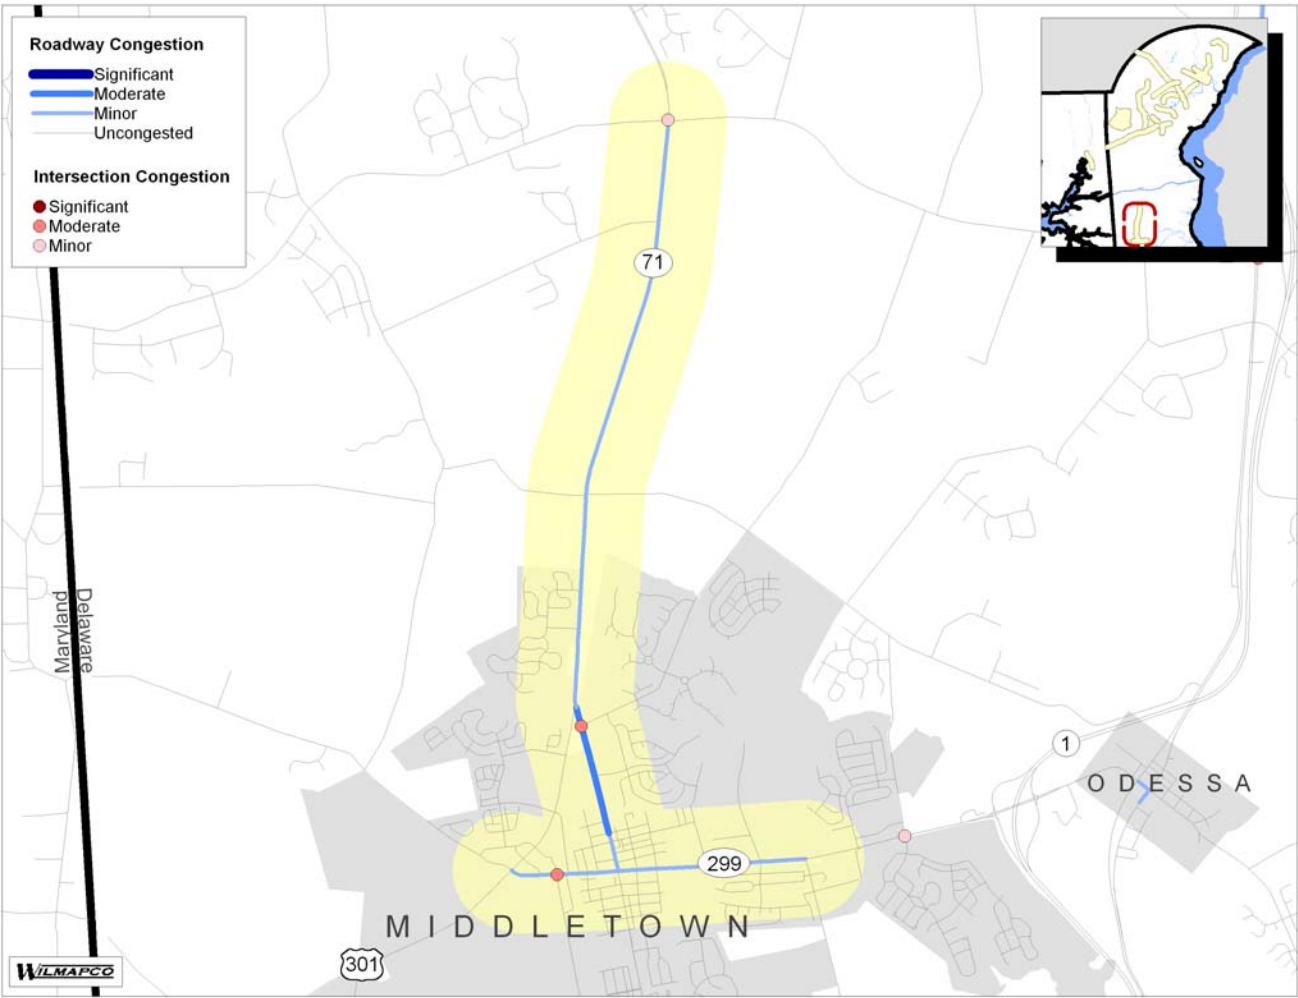 Roadway Congestion
Significant
Moderate
Minor
Uncongested
Intersection Congestion
Significant
Moderate
Minor
71
Maryland
Delaware
1
ODESSA
299
MIDDLETOWN
301
WILMAPCO